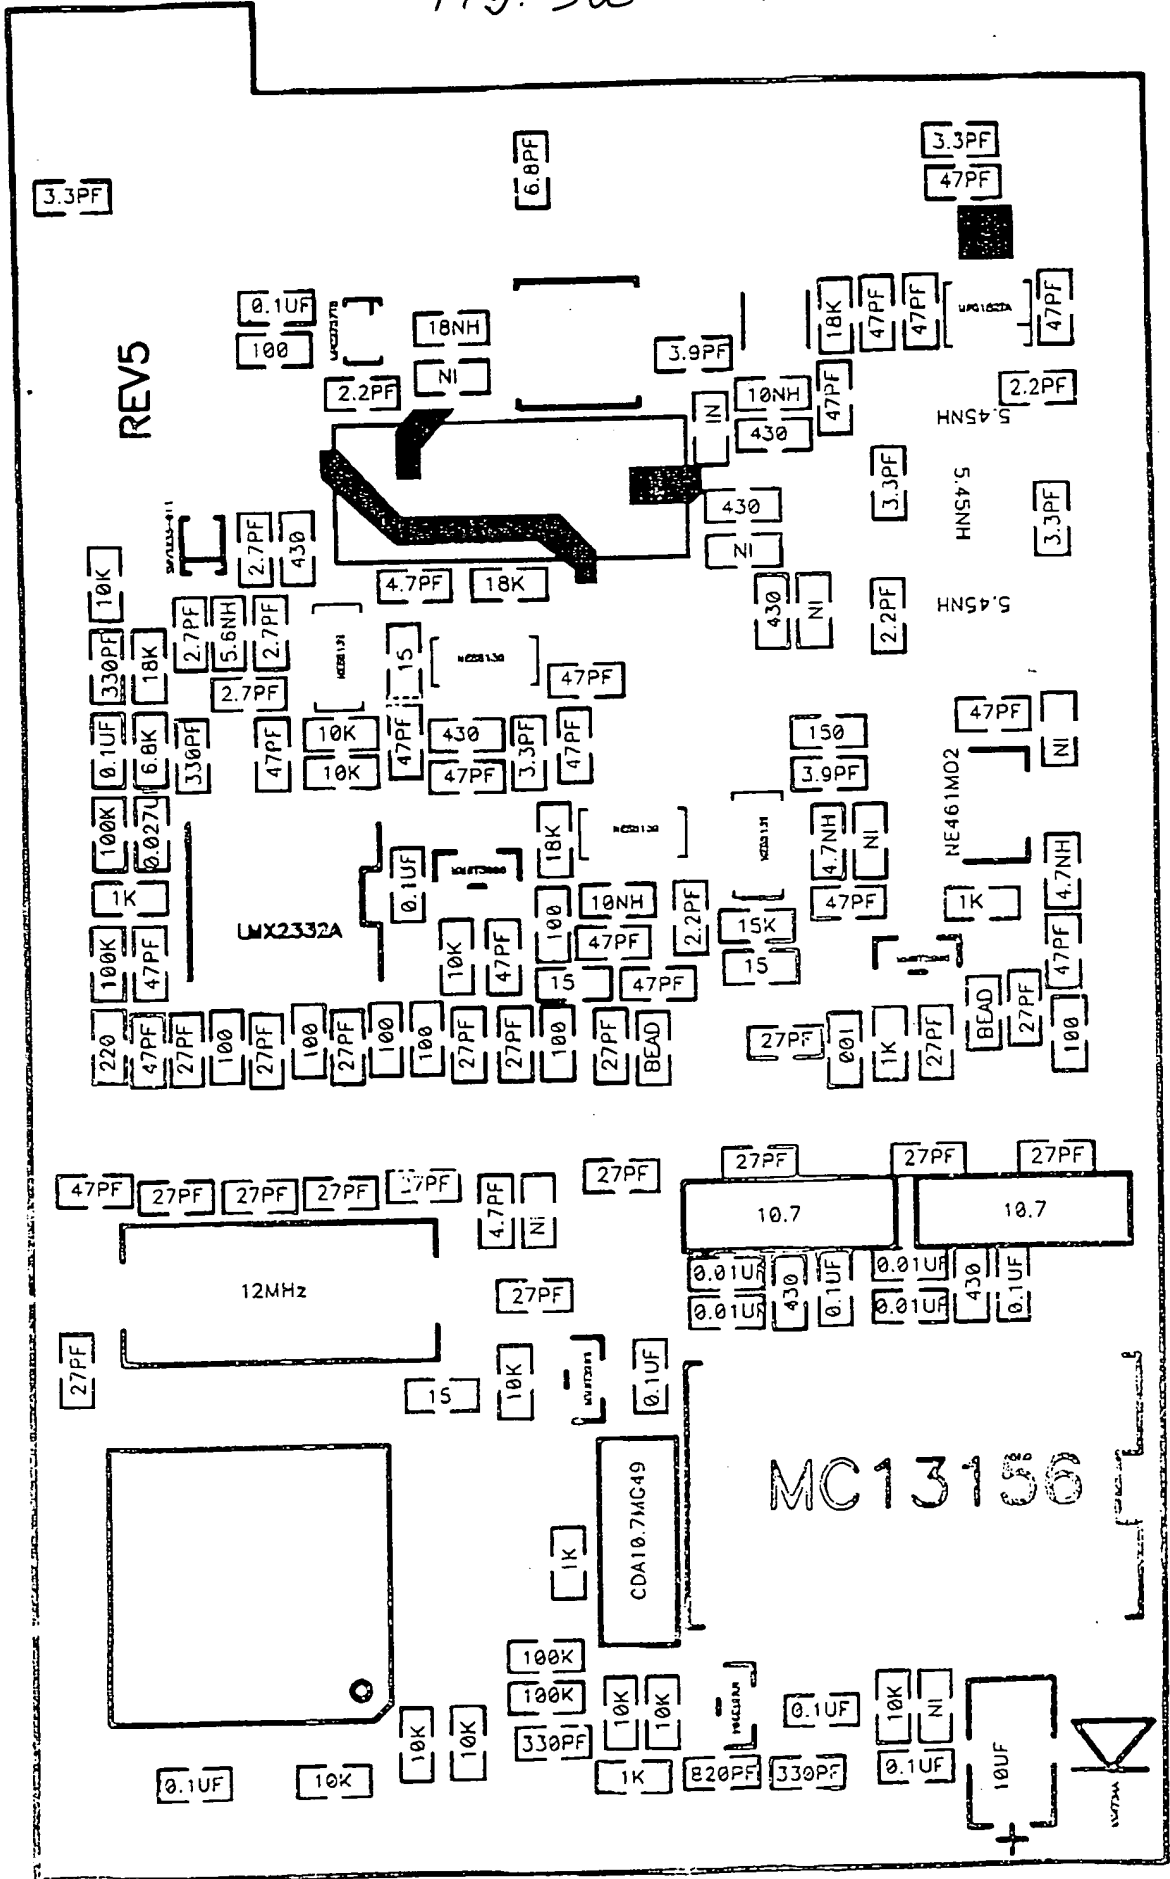 Fig.
3.3PF
6.8PF
3.3PF
47PF
REV5
0.1UF
100
18NH
NI
2.2PF
3.9PF
18K
47PF
47PF
47PF
NI
10NH
430
47PF
2.2PF
5.45NH
3.3PF
5.45NH
3.3PF
430
NI
430
NI
2.2PF
5.45NH
10K
2.7PF
430
4.7PF
18K
2.7PF
5.6NH
2.7PF
330PF
18K
2.7PF
15
47PF
0.1UF
6.8K
330PF
47PF
10K
10K
47PF
430
47PF
3.3PF
47PF
150
3.9PF
47PF
NI
NE461M02
100K
0.027U
1K
100K
47PF
LMX2332A
0.1UF
18K
100
10K
47PF
10NH
47PF
2.2PF
15
47PF
15K
15
4.7NH
NI
47PF
1K
4.7NH
47PF
220
47PF
27PF
100
27PF
100
27PF
100
100
27PF
27PF
100
27PF
BEAD
27PF
100
1K
27PF
BEAD
27PF
100
47PF
27PF
27PF
27PF
27PF
4.7PF
NI
27PF
27PF
27PF
27PF
10.7
10.7
12MHz
27PF
0.01UF
0.01UF
430
0.1UF
0.01UF
0.01UF
430
0.1UF
27PF
15
10K
0.1UF
MC13156
CDA10.7MG49
1K
100K
100K
330PF
10K
10K
1K
820PF
330PF
0.1UF
10K
NI
0.1UF
10UF
+
10K
10K
0.1UF
10K